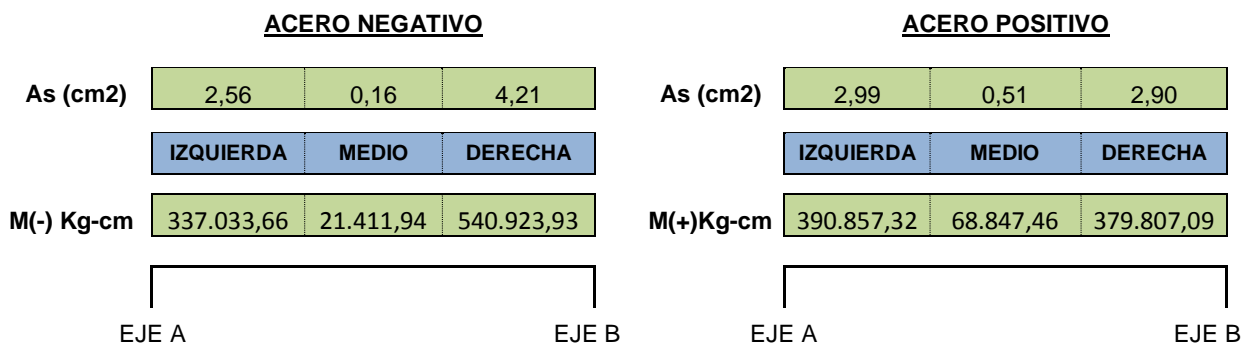 ACERO NEGATIVO
As (cm2) 2,56 0,16 4,21
IZQUIERDA MEDIO DERECHA
M(-) Kg-cm 337.033,66 21.411,94 540.923,93
EJE A EJE B
ACERO POSITIVO
As (cm2) 2,99 0,51 2,90
IZQUIERDA MEDIO DERECHA
M(+)Kg-cm 390.857,32 68.847,46 379.807,09
EJE A EJE B